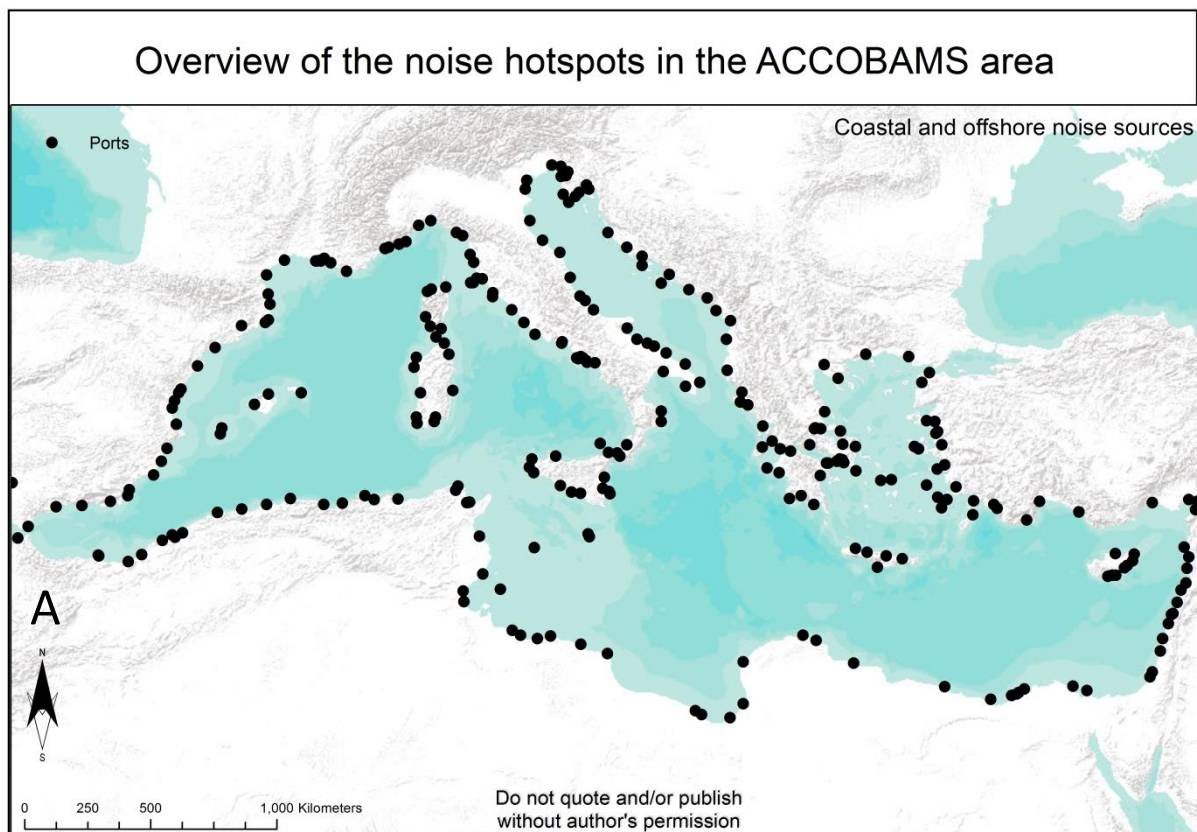 Overview of the noise hotspots in the ACCOBAMS area
Coastal and offshore noise sources
Ports
A
N
S
0 250 500 1,000 Kilometers
Do not quote and/or publish
without author's permission